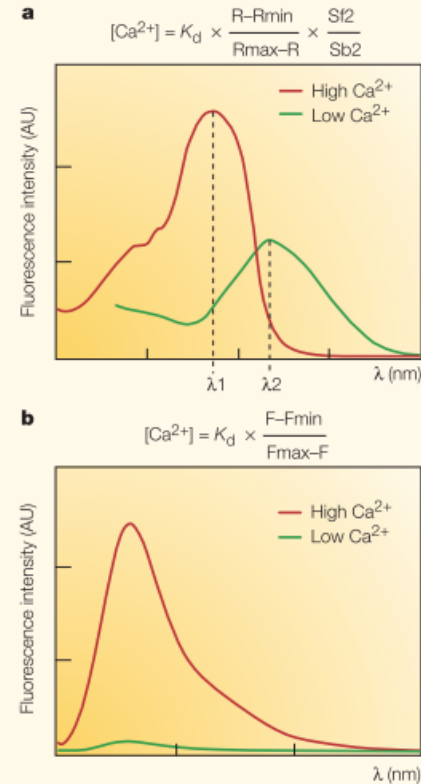 a
[Ca²⁺] = Kd × R–Rmin / Rmax–R × Sf2 / Sb2
Fluorescence intensity (AU)
High Ca²⁺
Low Ca²⁺
λ1 λ2 λ (nm)
b
[Ca²⁺] = Kd × F–Fmin / Fmax–F
Fluorescence intensity (AU)
High Ca²⁺
Low Ca²⁺
λ (nm)